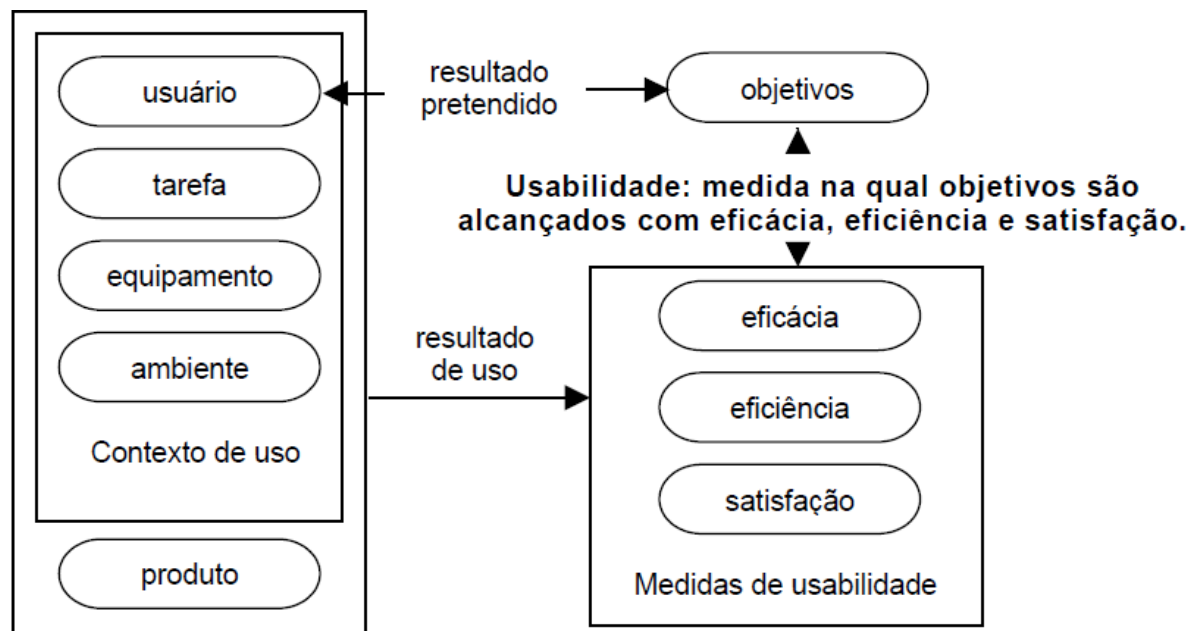 usuário
tarefa
equipamento
ambiente
Contexto de uso
produto
resultado
pretendido
objetivos
Usabilidade: medida na qual objetivos são
alcançados com eficácia, eficiência e satisfação.
resultado
de uso
eficácia
eficiência
satisfação
Medidas de usabilidade